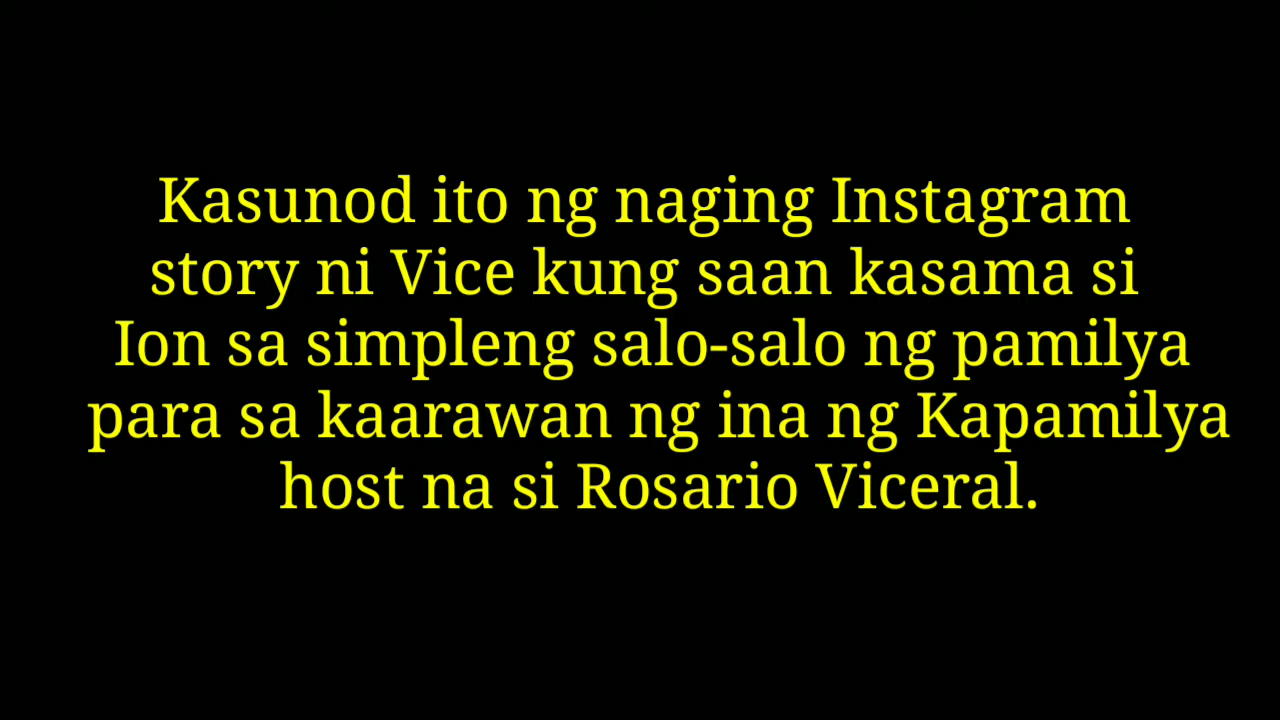 Kasunod ito ng naging Instagram
story ni Vice kung saan kasama si
Ion sa simpleng salo-salo ng pamilya
para sa kaarawan ng ina ng Kapamilya
host na si Rosario Viceral.